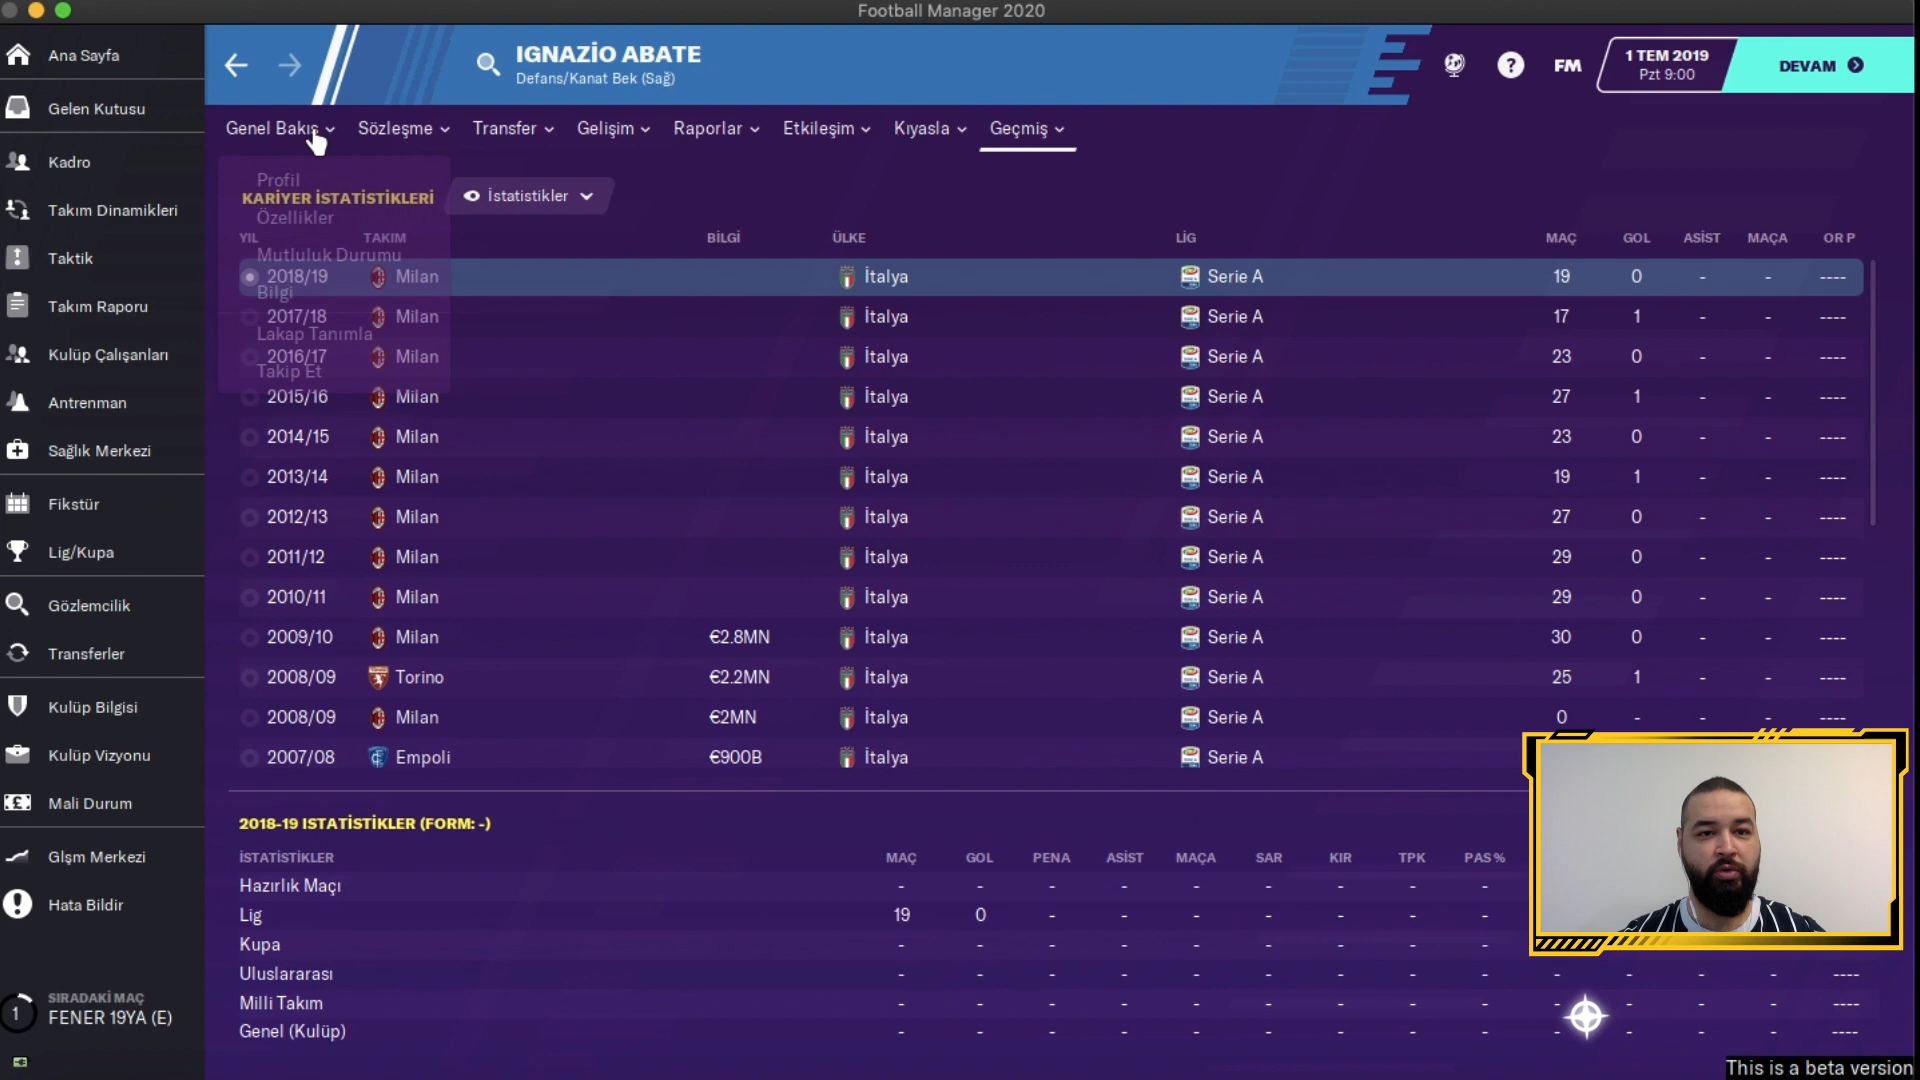 Football Manager 2020
Ana Sayfa
Gelen Kutusu
Kadro
Takım Dinamikleri
Taktik
Takım Raporu
Kulüp Çalışanları
Antrenman
Sağlık Merkezi
Fikstür
Lig/Kupa
Gözlemcilik
Transferler
Kulüp Bilgisi
Kulüp Vizyonu
Mali Durum
Glşm Merkezi
Hata Bildir
1
SIRADAKİ MAÇ
FENER 19YA (E)
IGNAZİO ABATE
Defans/Kanat Bek (Sağ)
FM
1 TEM 2019
Pzt 9:00
DEVAM
Genel Bakış Sözleşme Transfer Gelişim Raporlar Etkileşim Kıyasla Geçmiş
Profil
Özellikler
Mutluluk Durumu
Bilgi
Lakap Tanımla
Takip Et
KARİYER İSTATİSTİKLERİ İstatistikler
YIL TAKIM BİLGİ ÜLKE LİG MAÇ GOL ASİST MAÇA OR P
2018/19 Milan İtalya Serie A 19 0 - - ----
2017/18 Milan İtalya Serie A 17 1 - - ----
2016/17 Milan İtalya Serie A 23 0 - - ----
2015/16 Milan İtalya Serie A 27 1 - - ----
2014/15 Milan İtalya Serie A 23 0 - - ----
2013/14 Milan İtalya Serie A 19 1 - - ----
2012/13 Milan İtalya Serie A 27 0 - - ----
2011/12 Milan İtalya Serie A 29 0 - - ----
2010/11 Milan İtalya Serie A 29 0 - - ----
2009/10 Milan €2.8MN İtalya Serie A 30 0 - - ----
2008/09 Torino €2.2MN İtalya Serie A 25 1 - - ----
2008/09 Milan €2MN İtalya Serie A 0 - - - ----
2007/08 Empoli €900B İtalya Serie A
2018-19 ISTATİSTİKLER (FORM: -)
İSTATİSTİKLER MAÇ GOL PENA ASİST MAÇA SAR KIR TPK PAS%
Hazırlık Maçı - - - - - - - - -
Lig 19 0 - - - - - - -
Kupa - - - - - - - - -
Uluslararası - - - - - - - - - - - - ----
Milli Takım - - - - - - - - - - - - ----
Genel (Kulüp) - - - - - - - - - - - - ----
This is a beta version